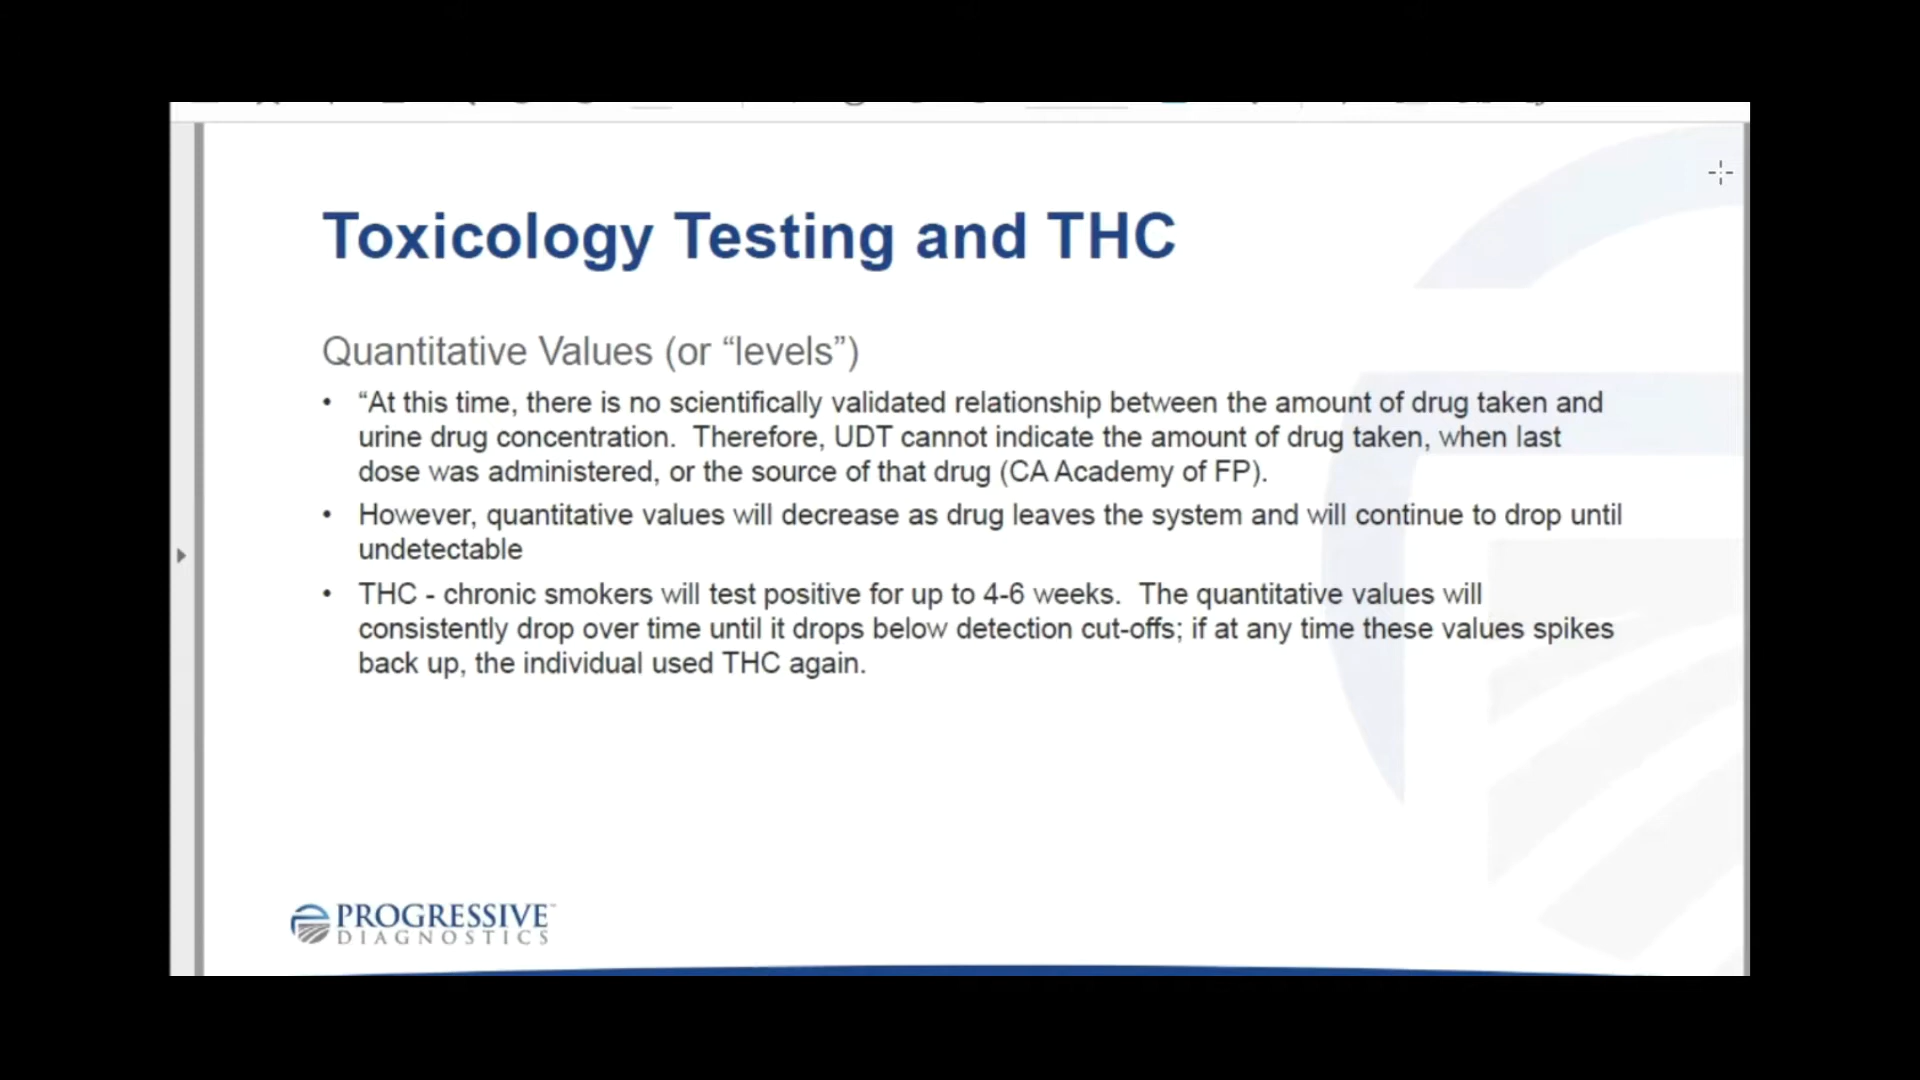 Toxicology Testing and THC
Quantitative Values (or “levels”)
• “At this time, there is no scientifically validated relationship between the amount of drug taken and
urine drug concentration.  Therefore, UDT cannot indicate the amount of drug taken, when last
dose was administered, or the source of that drug (CA Academy of FP).
• However, quantitative values will decrease as drug leaves the system and will continue to drop until
undetectable
• THC - chronic smokers will test positive for up to 4-6 weeks.  The quantitative values will
consistently drop over time until it drops below detection cut-offs; if at any time these values spikes
back up, the individual used THC again.
PROGRESSIVE™
DIAGNOSTICS